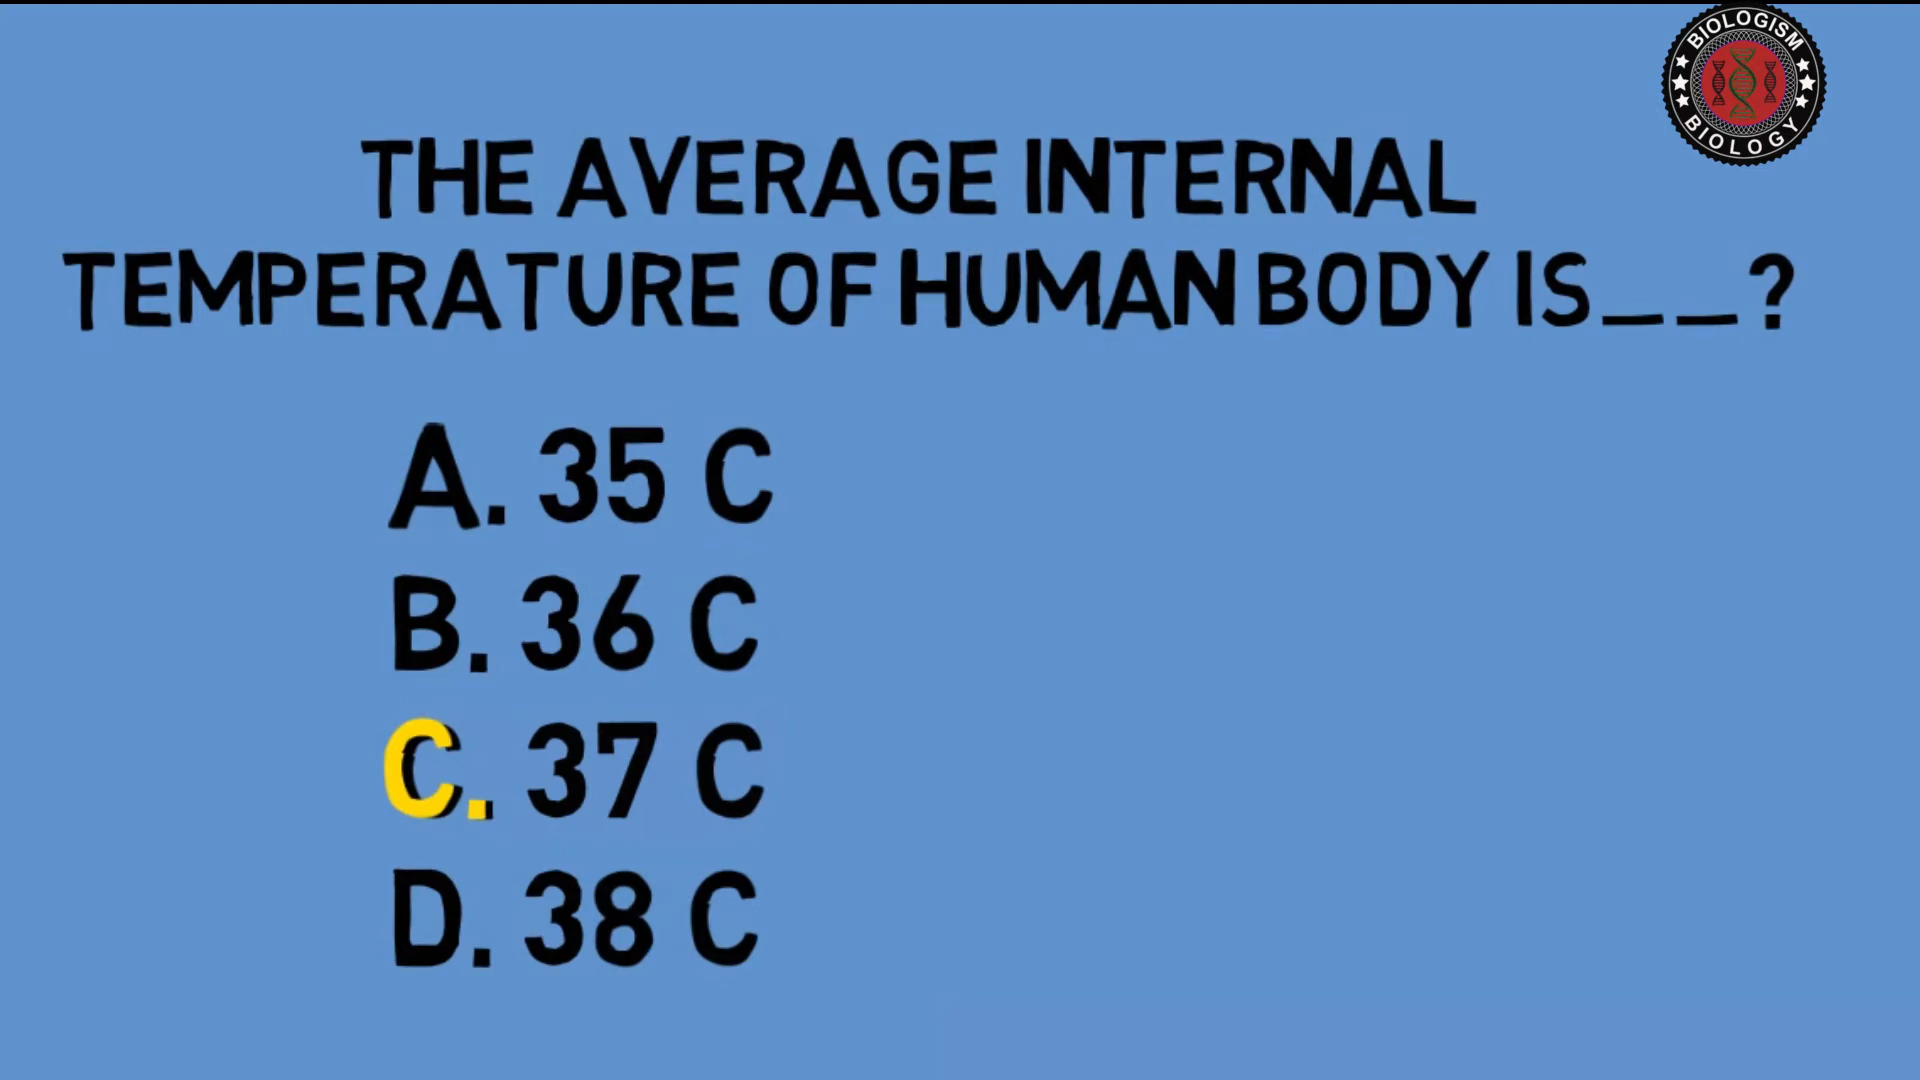 BIOLOGISM
BIOLOGY
THE AVERAGE INTERNAL
TEMPERATURE OF HUMAN BODY IS__?
A. 35 C
B. 36 C
C. 37 C
D. 38 C